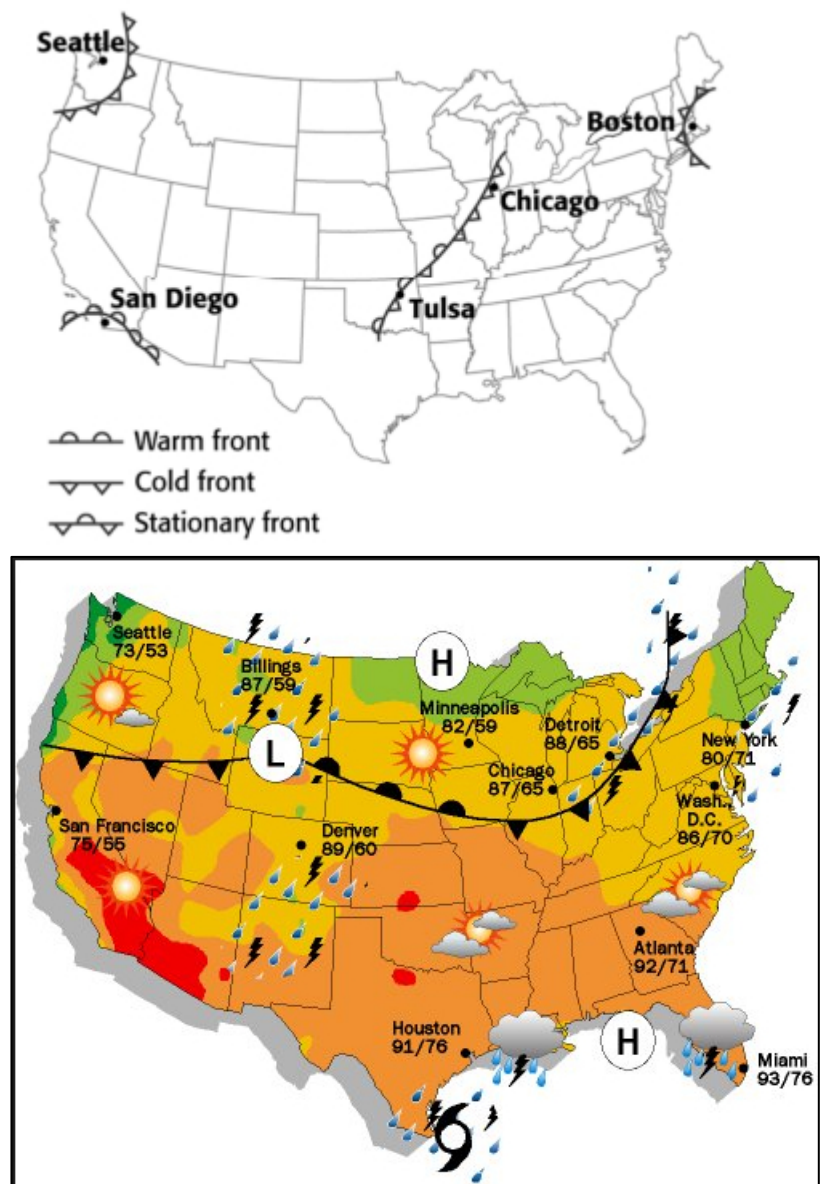 Seattle
Boston
Chicago
San Diego
Tulsa
Warm front
Cold front
Stationary front
Seattle
73/53
Billings
87/59
H
Minneapolis
82/59
Detroit
88/65
L
New York
80/71
Chicago
87/65
Wash.,
D.C.
86/70
San Francisco
75/55
Denver
89/60
Atlanta
92/71
Houston
91/76
H
Miami
93/76